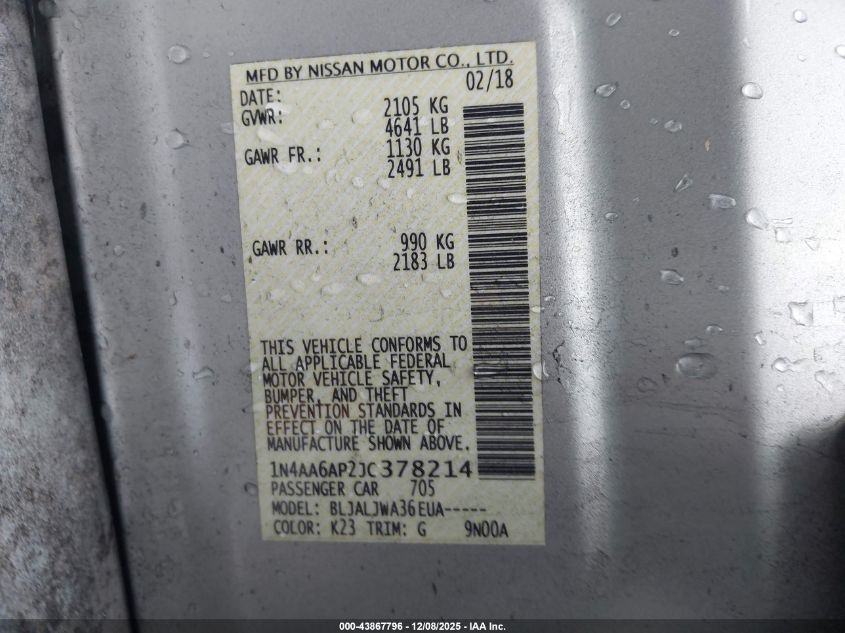 MFD BY NISSAN MOTOR CO., LTD.
DATE: 02/18
GVWR: 2105 KG
4641 LB
GAWR FR.: 1130 KG
2491 LB
GAWR RR.: 990 KG
2183 LB
THIS VEHICLE CONFORMS TO
ALL APPLICABLE FEDERAL
MOTOR VEHICLE SAFETY,
BUMPER, AND THEFT
PREVENTION STANDARDS IN
EFFECT ON THE DATE OF
MANUFACTURE SHOWN ABOVE.
1N4AA6AP2JC378214
PASSENGER CAR 705
MODEL: BLJALJWA36EUA-----
COLOR: K23 TRIM: G 9N00A
000-43867796 - 12/08/2025 - IAA Inc.